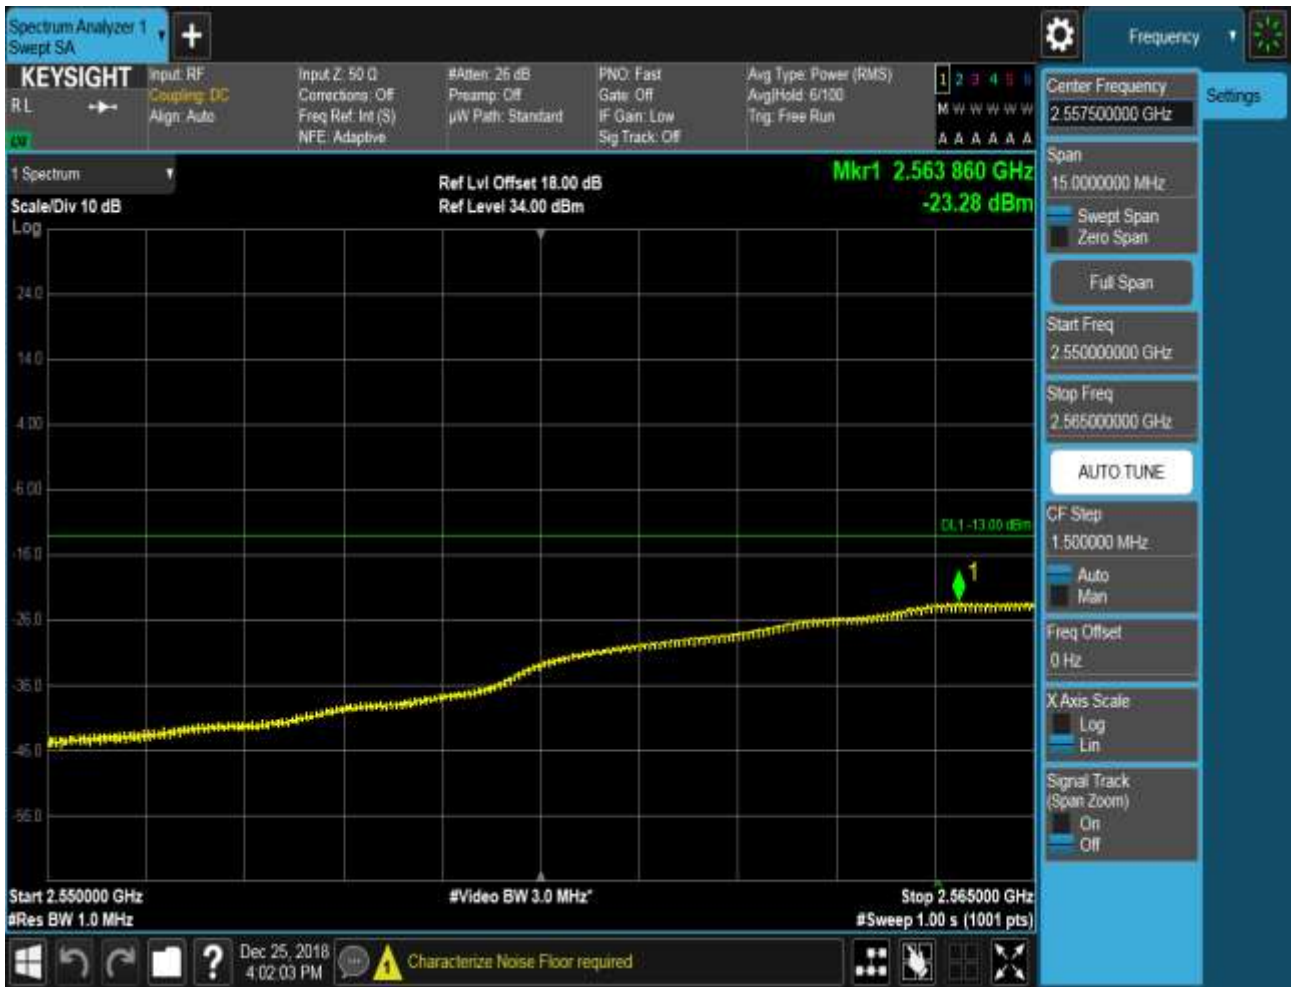 Spectrum Analyzer 1
Swept SA
Frequency
KEYSIGHT
RL
Input: RF
Coupling: DC
Align: Auto
Input Z: 50 Ω
Corrections: Off
Freq Ref: Int (S)
NFE: Adaptive
#Atten: 26 dB
Preamp: Off
µW Path: Standard
PNO: Fast
Gate: Off
IF Gain: Low
Sig Track: Off
Avg Type: Power (RMS)
Avg|Hold: 6/100
Trig: Free Run
1 2 3 4 5 6
M W W W W W
A A A A A A
1 Spectrum
Scale/Div 10 dB
Log
Ref Lvl Offset 18.00 dB
Ref Level 34.00 dBm
Mkr1 2.563 860 GHz
-23.28 dBm
24.0
14.0
4.00
-6.00
-16.0
-26.0
-36.0
-46.0
-56.0
DL1 -13.00 dBm
1
Start 2.550000 GHz
#Res BW 1.0 MHz
#Video BW 3.0 MHz*
Stop 2.565000 GHz
#Sweep 1.00 s (1001 pts)
Center Frequency
2.557500000 GHz
Settings
Span
15.0000000 MHz
Swept Span
Zero Span
Full Span
Start Freq
2.550000000 GHz
Stop Freq
2.565000000 GHz
AUTO TUNE
CF Step
1.500000 MHz
Auto
Man
Freq Offset
0 Hz
X Axis Scale
Log
Lin
Signal Track
(Span Zoom)
On
Off
?
Dec 25, 2018
4:02:03 PM
1
Characterize Noise Floor required